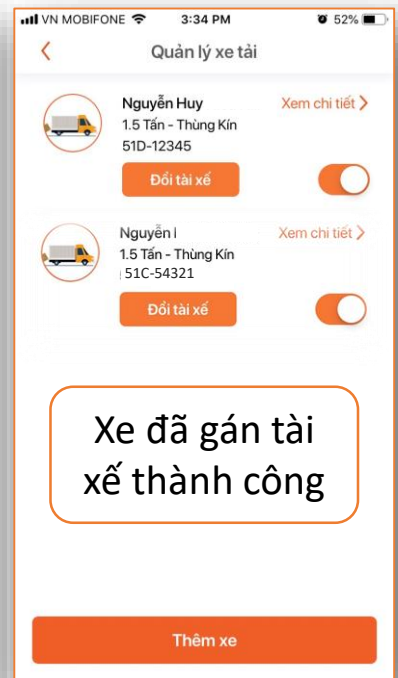 VN MOBIFONE 3:34 PM 52%
Quản lý xe tải
Nguyễn Huy Xem chi tiết
1.5 Tấn - Thùng Kín
51D-12345
Đổi tài xế
Nguyễn Xem chi tiết
1.5 Tấn - Thùng Kín
51C-54321
Đổi tài xế
Xe đã gán tài
xế thành công
Thêm xe